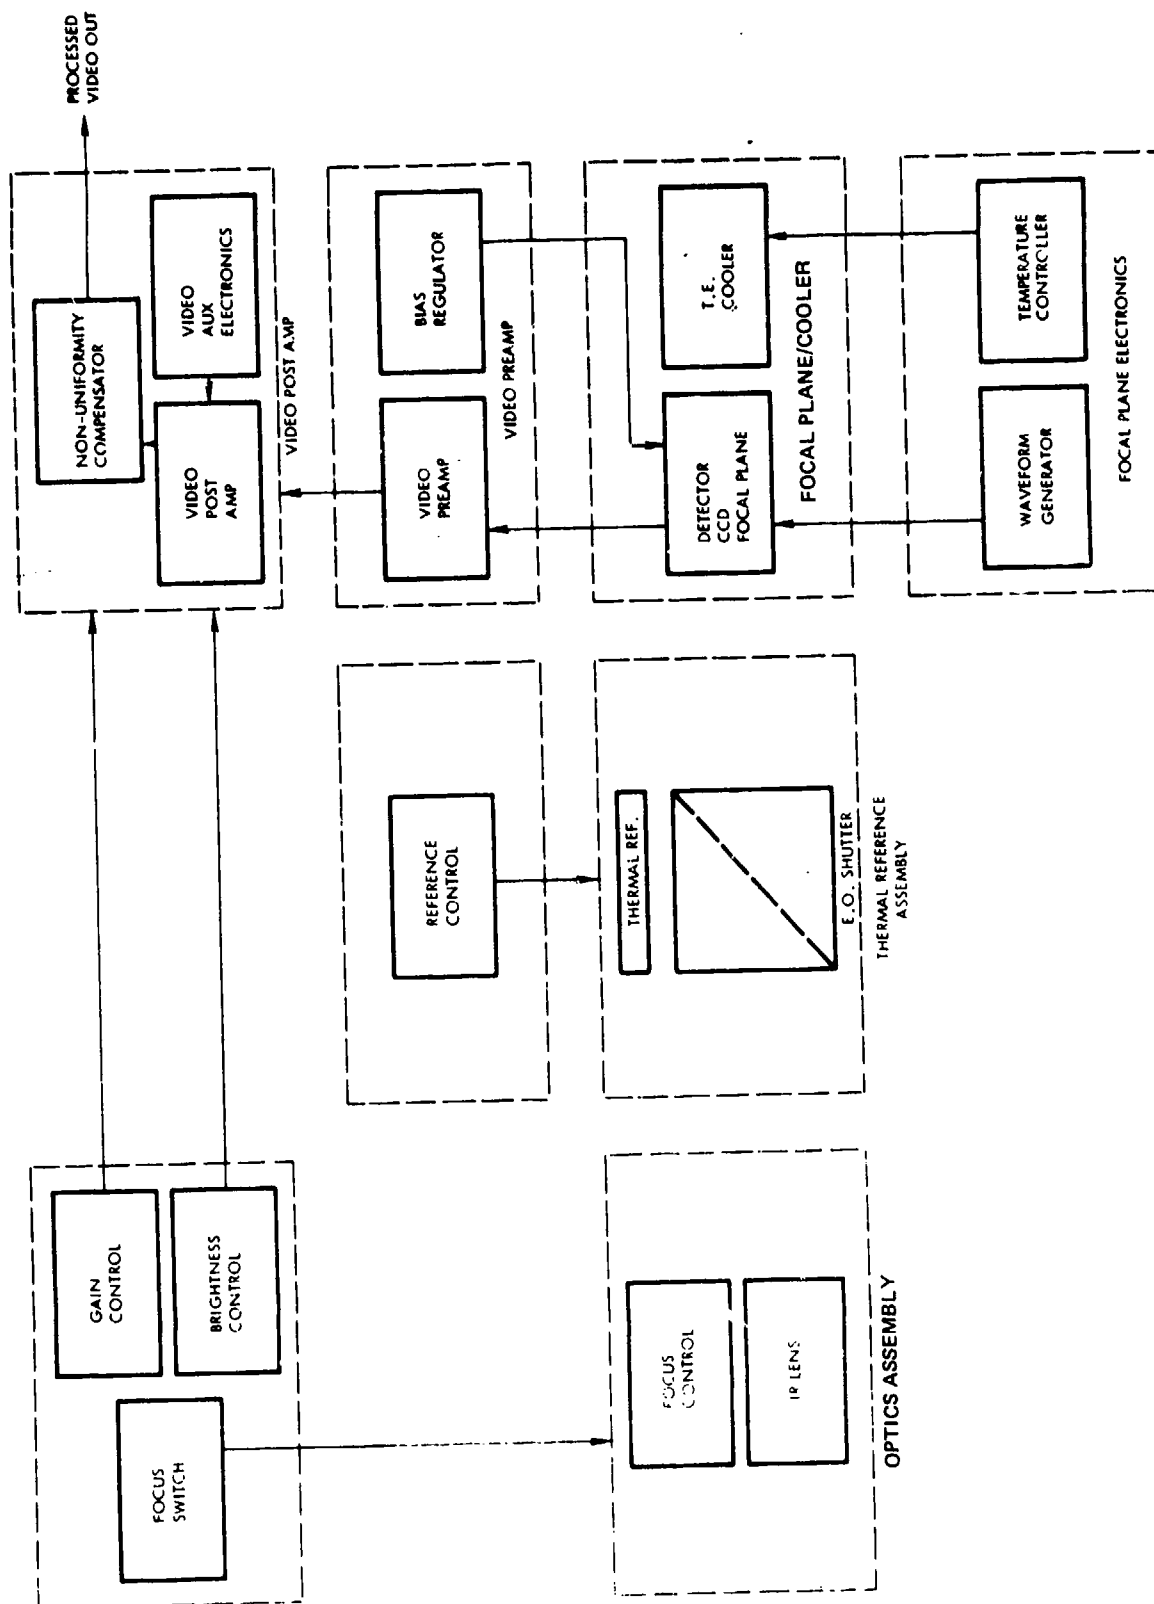 FOCUS
SWITCH
GAIN
CONTROL
BRIGHTNESS
CONTROL
NON-UNIFORMITY
COMPENSATOR
VIDEO
POST
AMP
VIDEO
AUX
ELECTRONICS
VIDEO POST AMP
PROCESSED
VIDEO OUT
REFERENCE
CONTROL
VIDEO
PREAMP
BIAS
REGULATOR
VIDEO PREAMP
FOCUS
CONTROL
IR LENS
OPTICS ASSEMBLY
THERMAL REF.
E.O. SHUTTER
THERMAL REFERENCE
ASSEMBLY
DETECTOR
CCD
FOCAL PLANE
T.E.
COOLER
FOCAL PLANE/COOLER
WAVEFORM
GENERATOR
TEMPERATURE
CONTROLLER
FOCAL PLANE ELECTRONICS